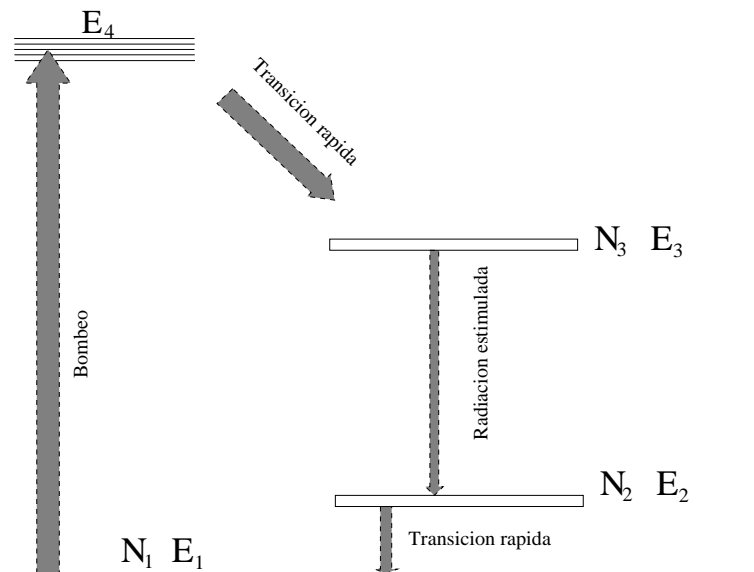 E4
Transicion rapida
N3 E3
Radiacion estimulada
Bombeo
N2 E2
Transicion rapida
N1 E1